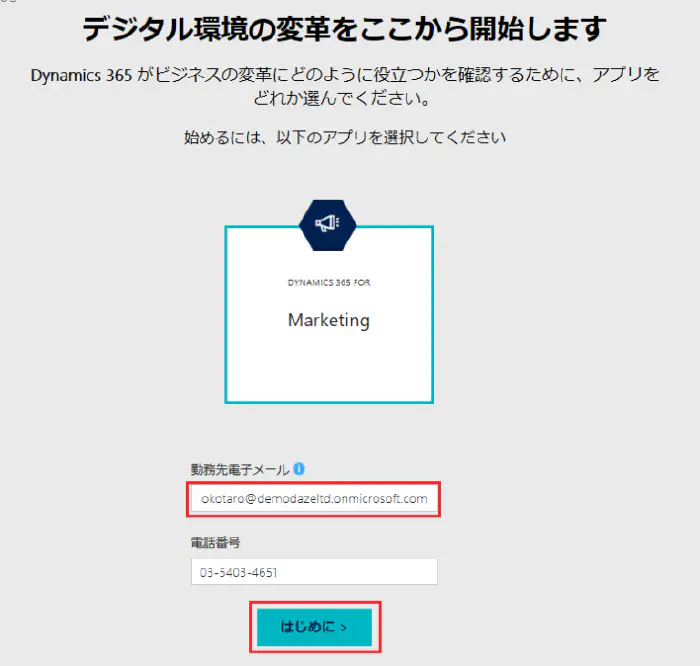 デジタル環境の変革をここから開始します
Dynamics 365 がビジネスの変革にどのように役立つかを確認するために、アプリを
どれか選んでください。
始めるには、以下のアプリを選択してください
DYNAMICS 365 FOR
Marketing
勤務先電子メール
okotaro@demodazeltd.onmicrosoft.com
電話番号
03-5403-4651
はじめに >